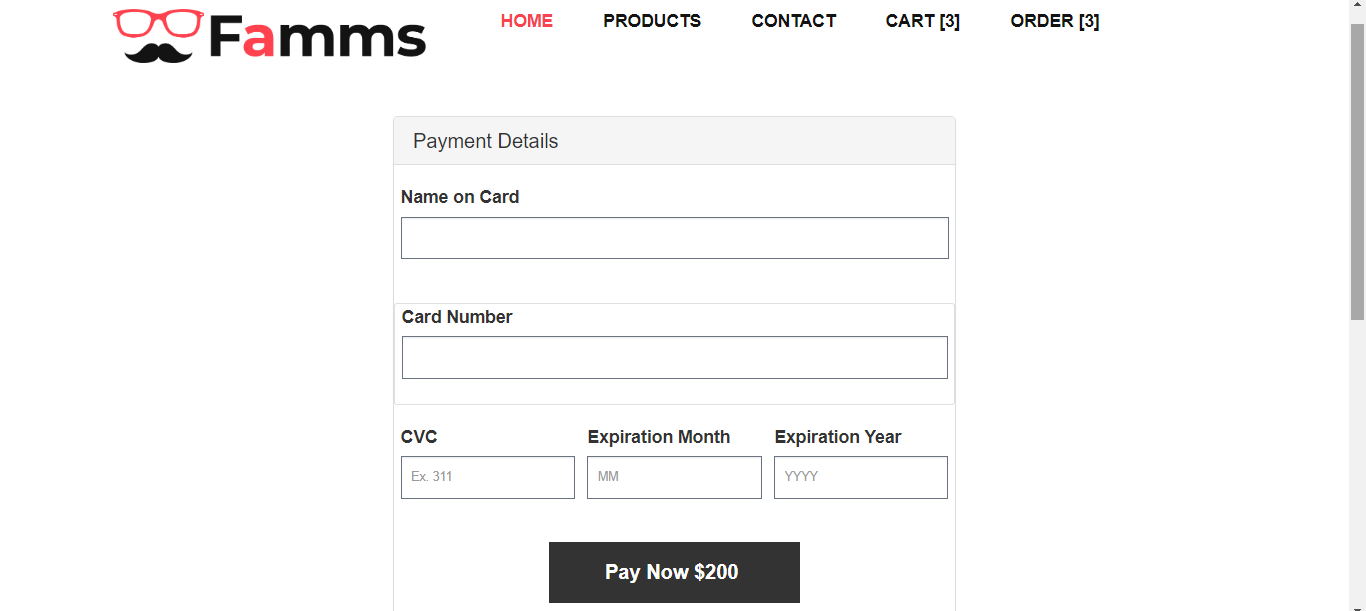 Famms HOME PRODUCTS CONTACT CART [3] ORDER [3]
Payment Details
Name on Card
Card Number
CVC Expiration Month Expiration Year
Ex. 311 MM YYYY
Pay Now $200